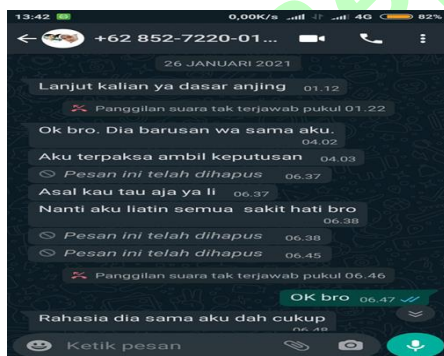 13:42 0,00K/s 4G 82%
+62 852-7220-01...
26 JANUARI 2021
Lanjut kalian ya dasar anjing 01.12
Panggilan suara tak terjawab pukul 01.22
Ok bro. Dia barusan wa sama aku.
04.02
Aku terpaksa ambil keputusan 04.03
Pesan ini telah dihapus 06.37
Asal kau tau aja ya li 06.37
Nanti aku liatin semua sakit hati bro
06.38
Pesan ini telah dihapus 06.38
Pesan ini telah dihapus 06.45
Panggilan suara tak terjawab pukul 06.46
OK bro 06.47
Rahasia dia sama aku dah cukup
06.48
Ketik pesan